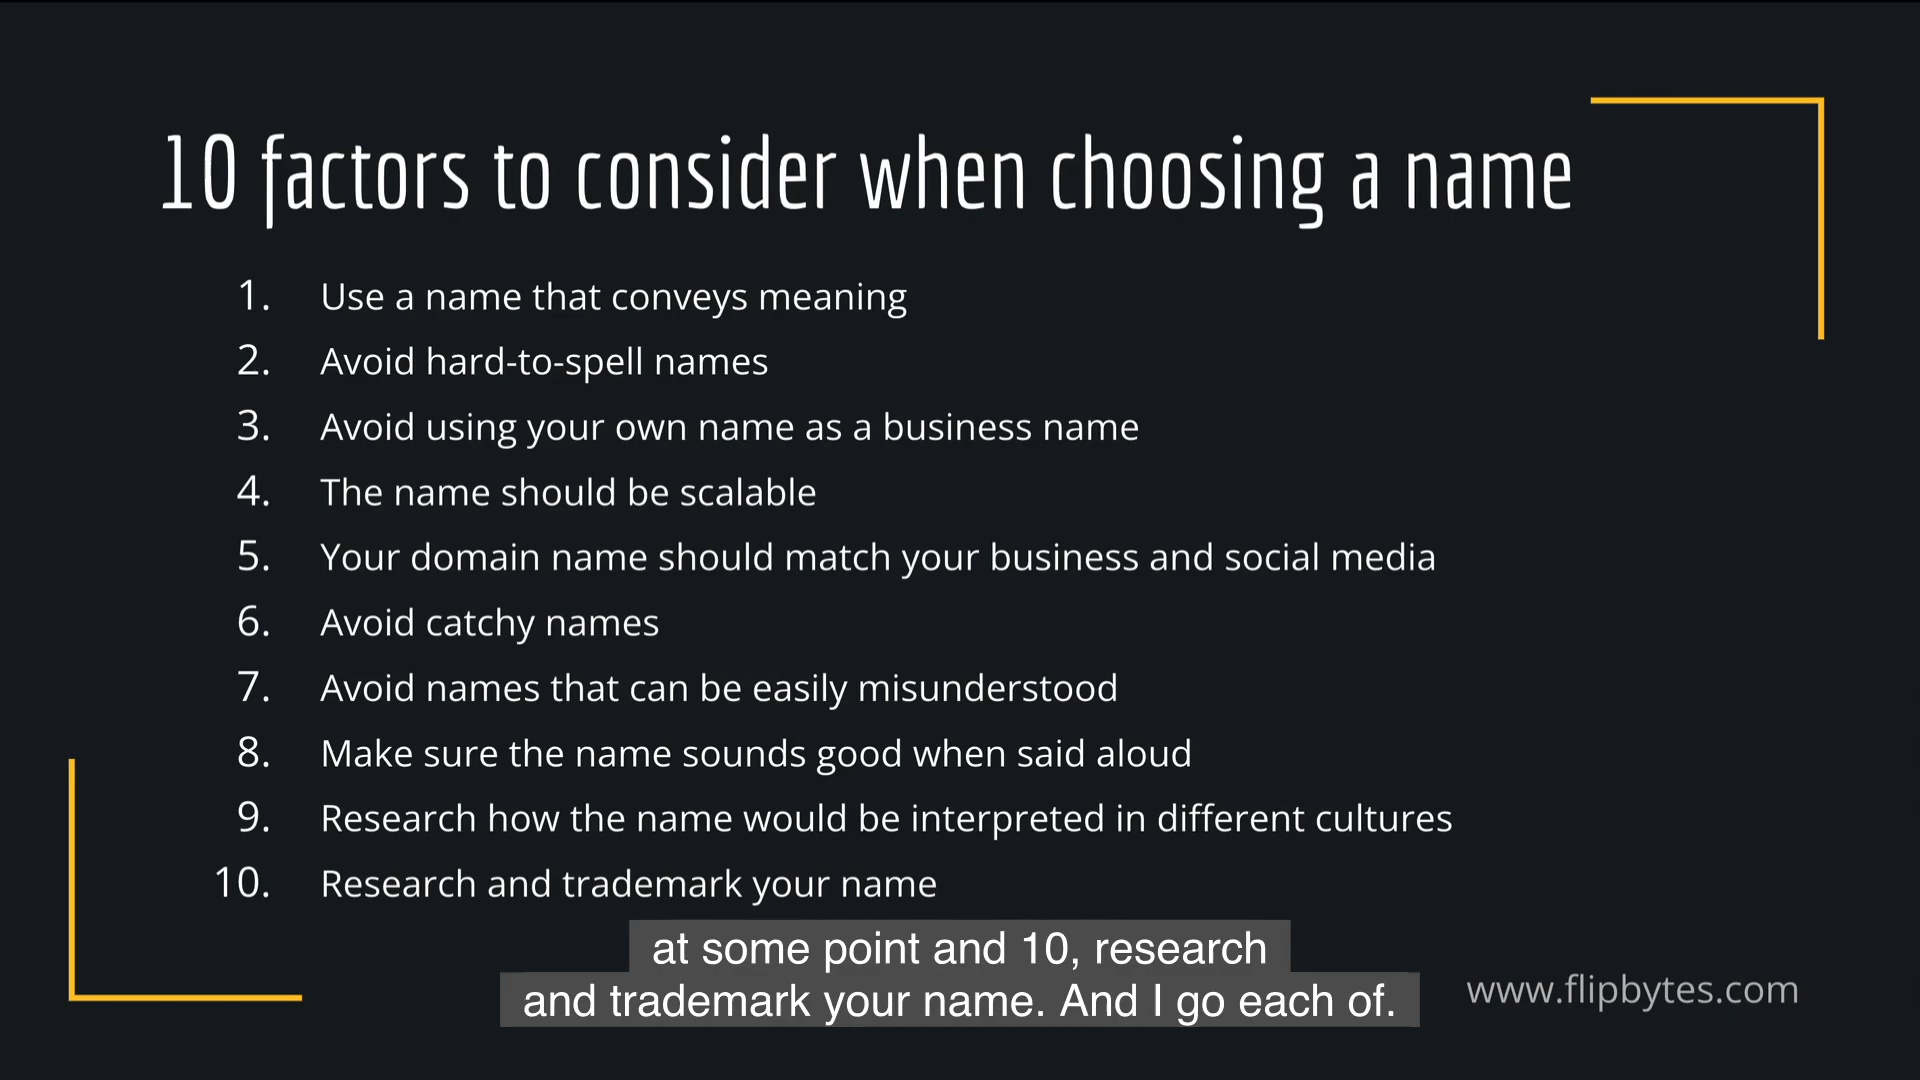 10 factors to consider when choosing a name
1. Use a name that conveys meaning
2. Avoid hard-to-spell names
3. Avoid using your own name as a business name
4. The name should be scalable
5. Your domain name should match your business and social media
6. Avoid catchy names
7. Avoid names that can be easily misunderstood
8. Make sure the name sounds good when said aloud
9. Research how the name would be interpreted in different cultures
10. Research and trademark your name
at some point and 10, research
and trademark your name. And I go each of.
www.flipbytes.com